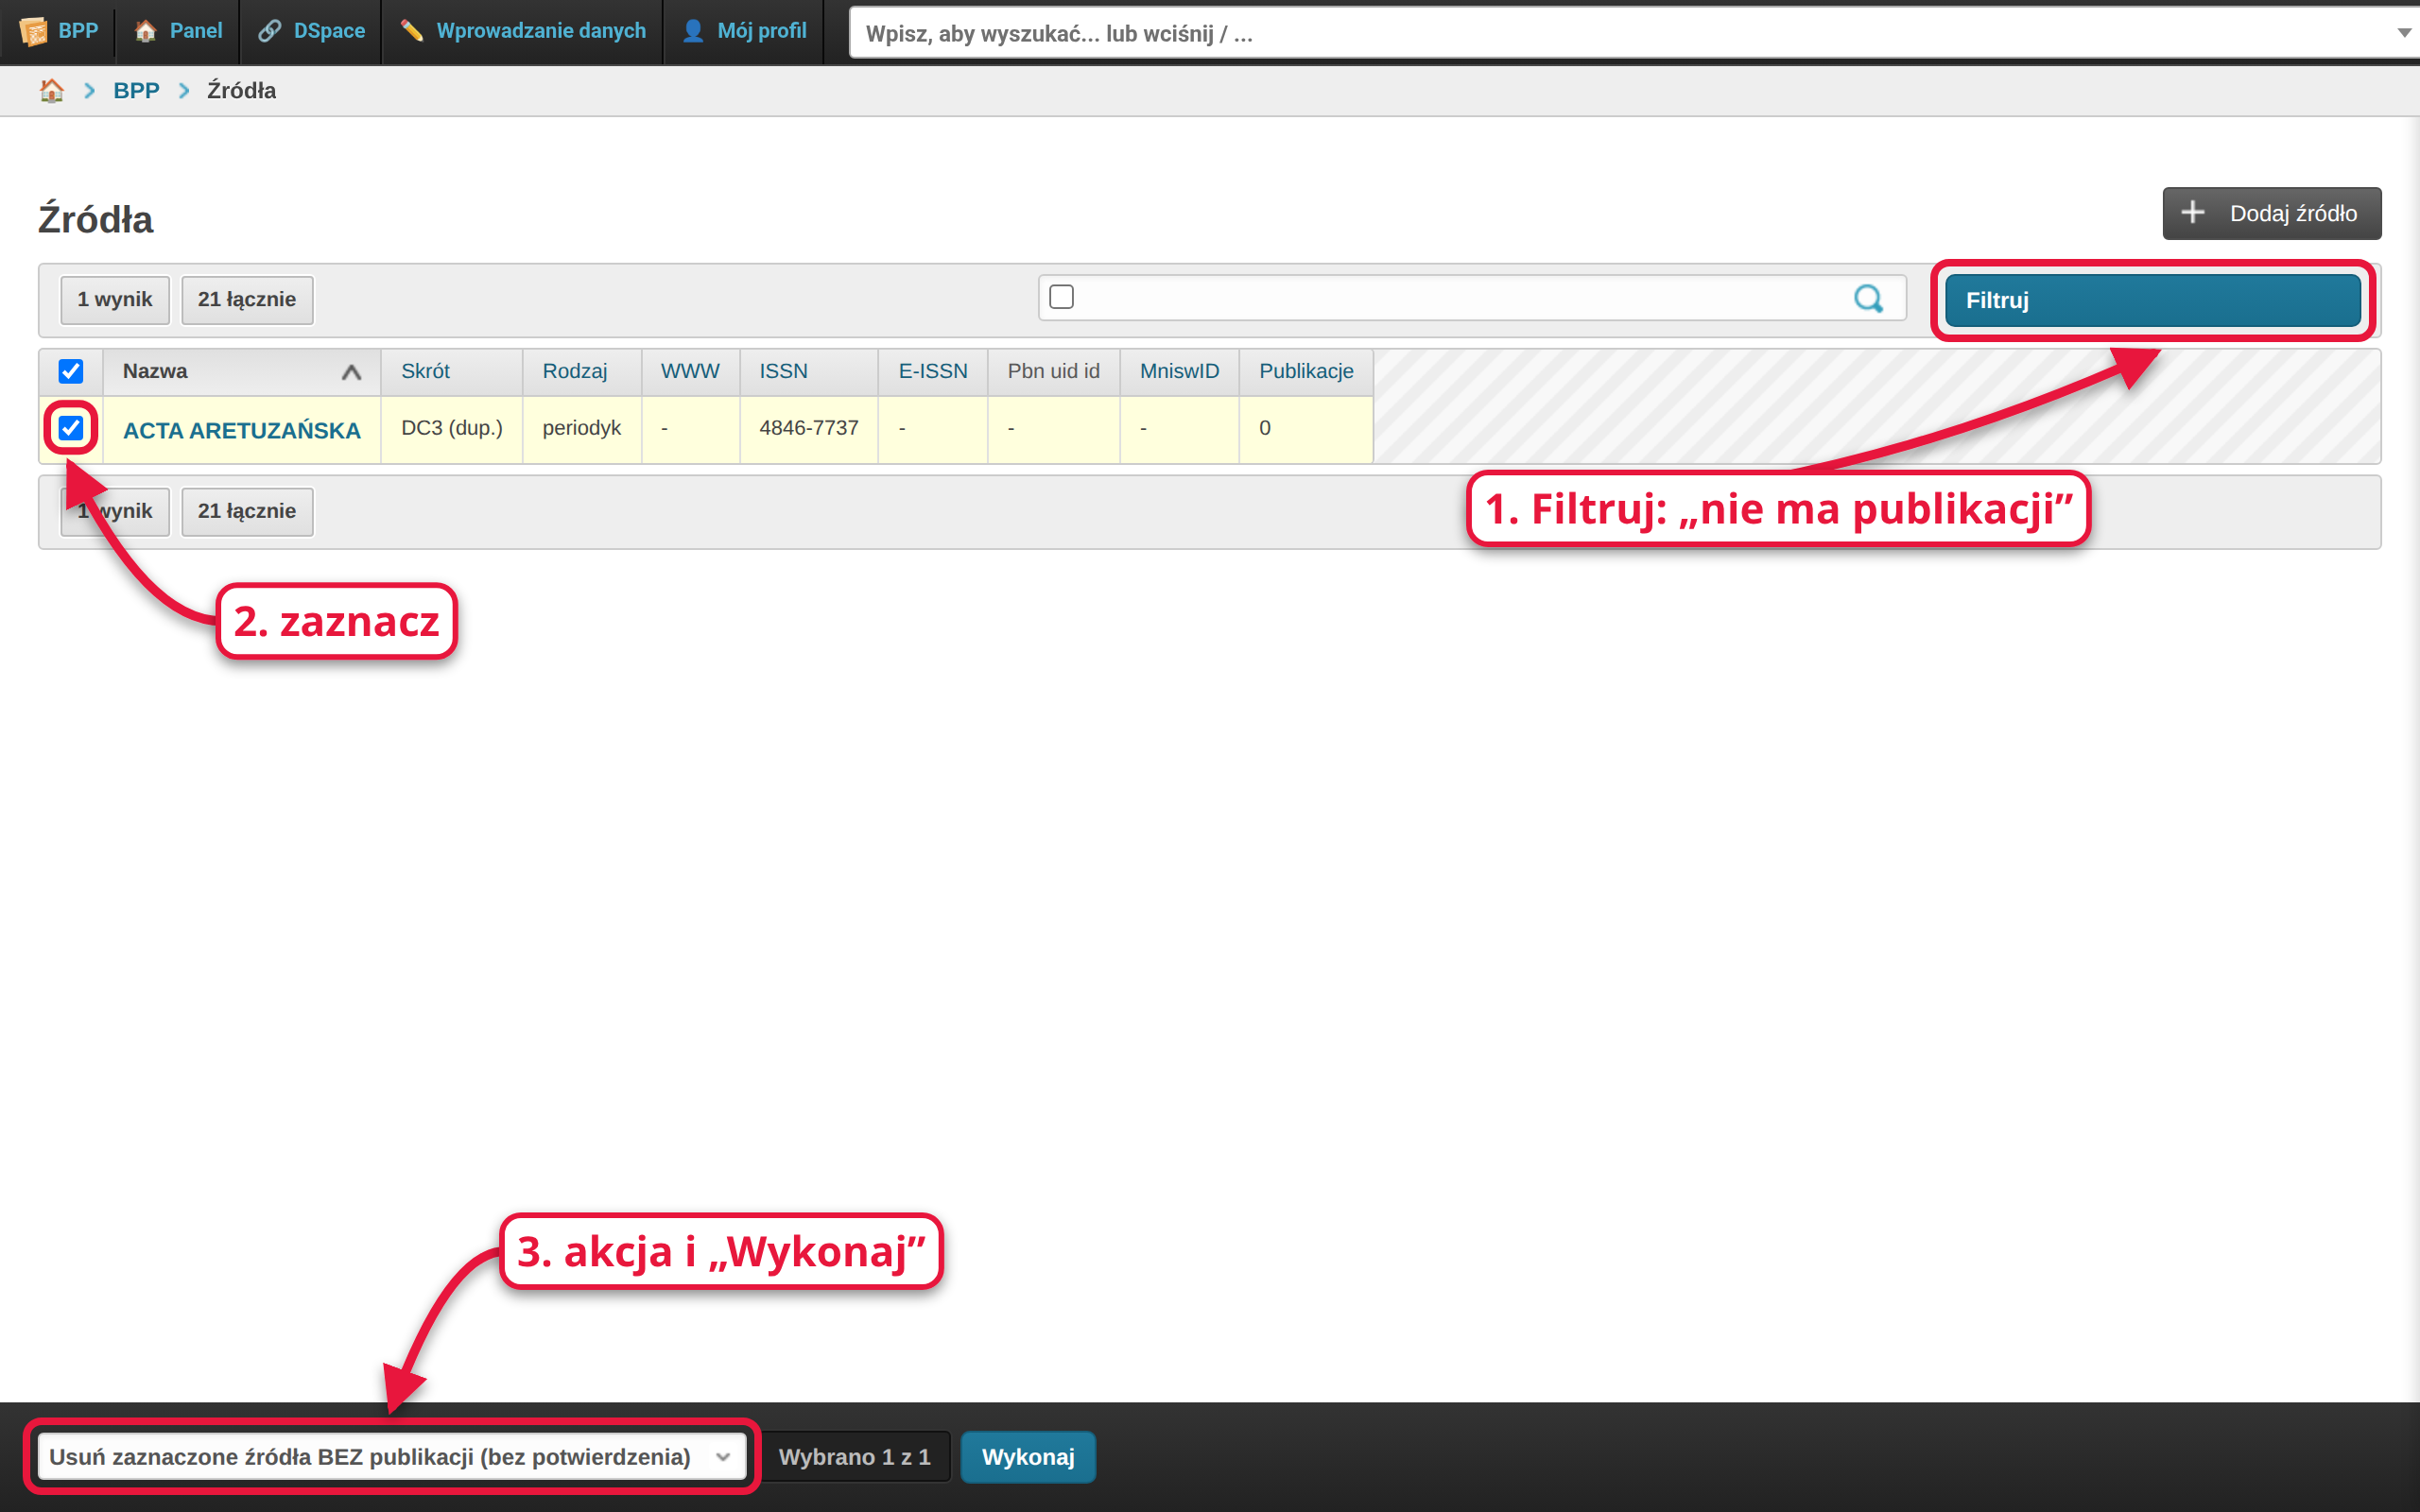 BPP Panel DSpace Wprowadzanie danych Mój profil Wpisz, aby wyszukać... lub wciśnij / ...
BPP Źródła
Źródła
Dodaj źródło
1 wynik 21 łącznie Filtruj
Nazwa Skrót Rodzaj WWW ISSN E-ISSN Pbn uid id MniswID Publikacje
ACTA ARETUZAŃSKA DC3 (dup.) periodyk - 4846-7737 - - - 0
1 wynik 21 łącznie
1. Filtruj: „nie ma publikacji”
2. zaznacz
3. akcja i „Wykonaj”
Usuń zaznaczone źródła BEZ publikacji (bez potwierdzenia) Wybrano 1 z 1 Wykonaj